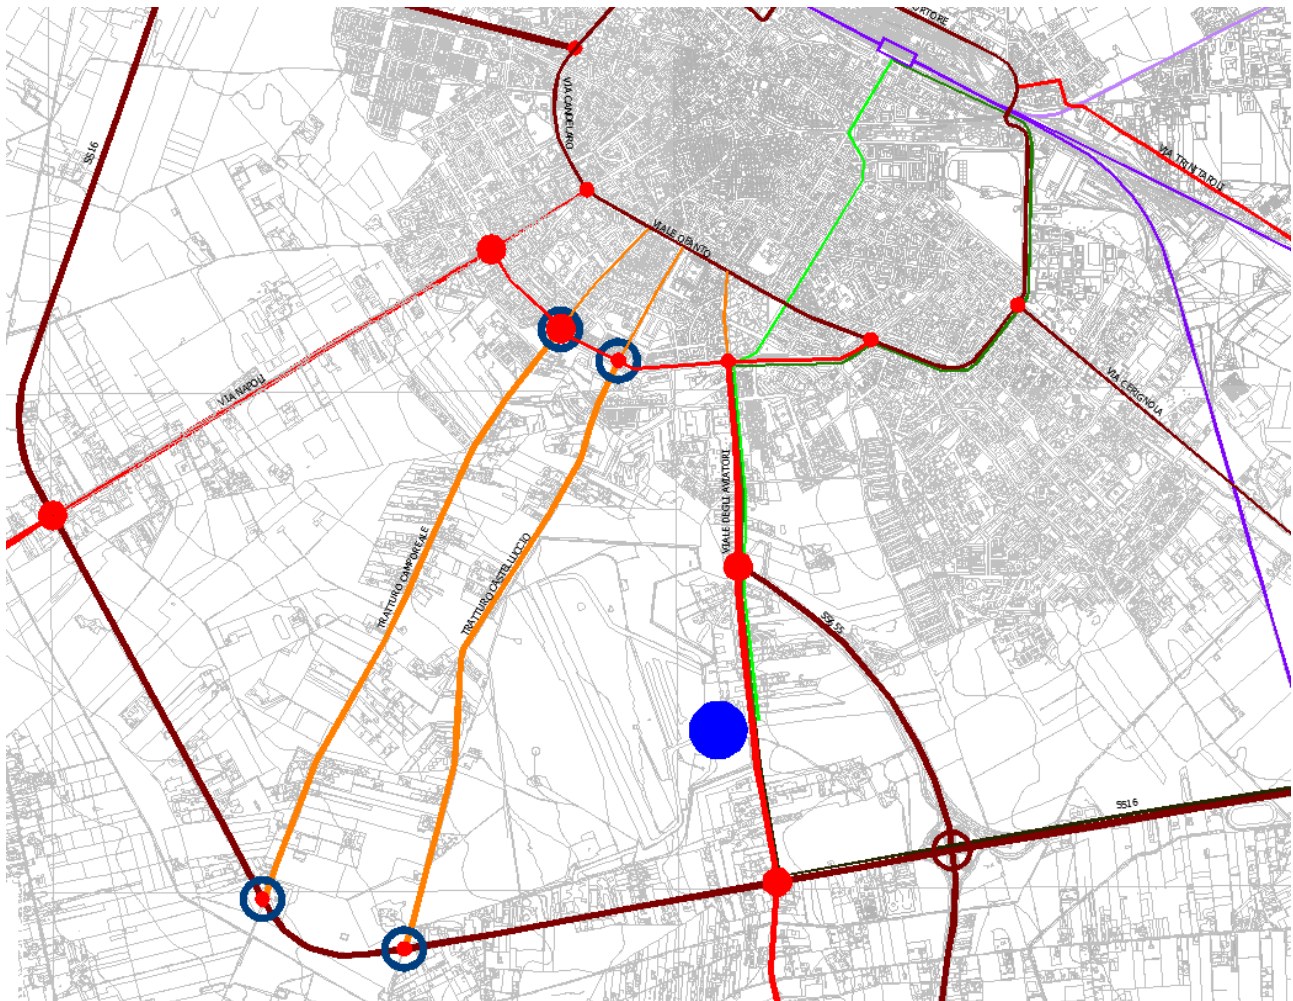 SS16
VIA CANDELARO
VIA TRINITAPOLI
VIALE OFANTO
VIA NAPOLI
VIA CERIGNOLA
VIALE DEGLI AVIATORI
TRATTURO CAMPOREALE
TRATTURO CASTELLUCCIO
SS16